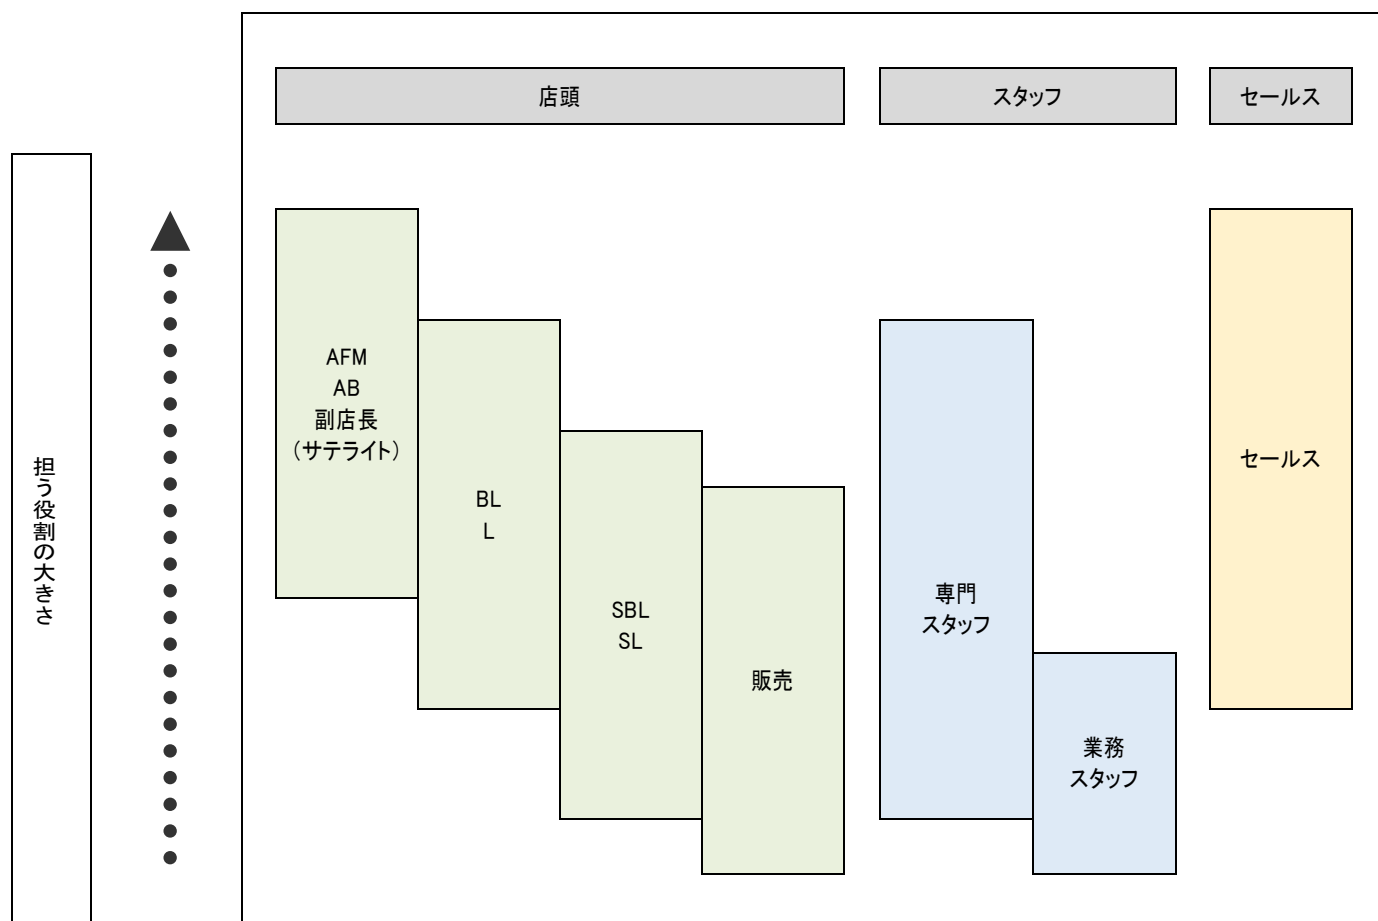 店頭
スタッフ
セールス
担う役割の大きさ
AFM
AB
副店長
（サテライト）
BL
L
SBL
SL
販売
専門
スタッフ
業務
スタッフ
セールス